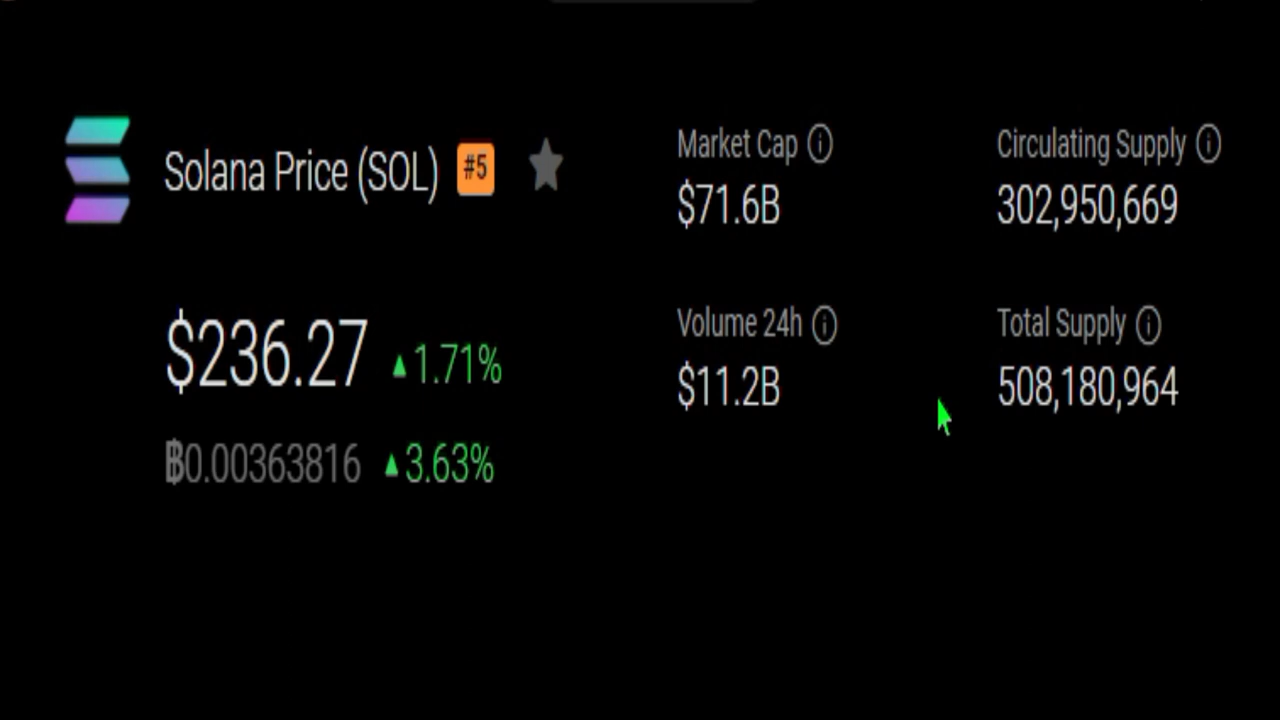 Solana Price (SOL) #5
$236.27 ▲1.71%
฿0.00363816 ▲3.63%
Market Cap
$71.6B
Volume 24h
$11.2B
Circulating Supply
302,950,669
Total Supply
508,180,964